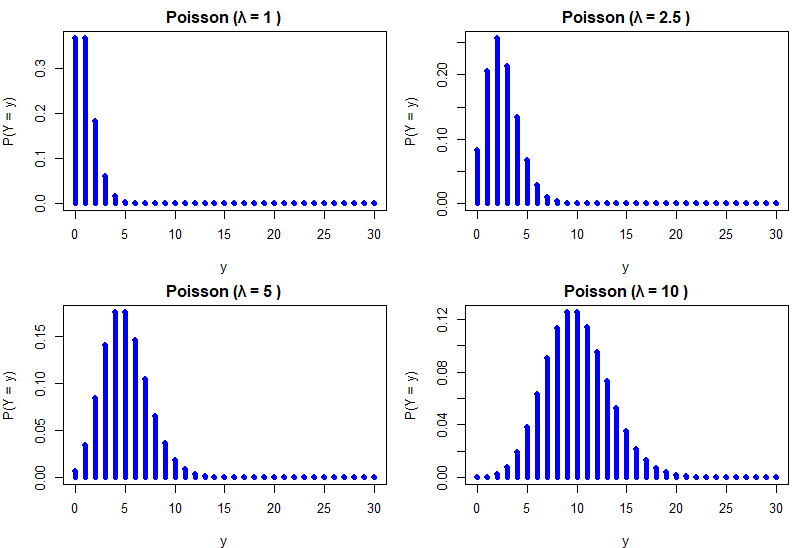 Poisson (λ = 1 )
P(Y = y)
0.3
0.2
0.1
0.0
0 5 10 15 20 25 30
y
Poisson (λ = 2.5 )
P(Y = y)
0.20
0.10
0.00
0 5 10 15 20 25 30
y
Poisson (λ = 5 )
P(Y = y)
0.15
0.10
0.05
0.00
0 5 10 15 20 25 30
y
Poisson (λ = 10 )
P(Y = y)
0.12
0.08
0.04
0.00
0 5 10 15 20 25 30
y